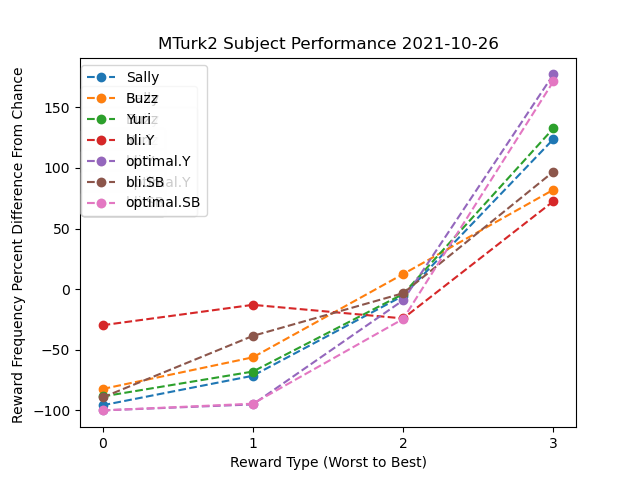 MTurk2 Subject Performance 2021-10-26
Reward Frequency Percent Difference From Chance
150
100
50
0
−50
−100
Sally
Buzz
Yuri
bli.Y
optimal.Y
bli.SB
optimal.SB
0 1 2 3
Reward Type (Worst to Best)